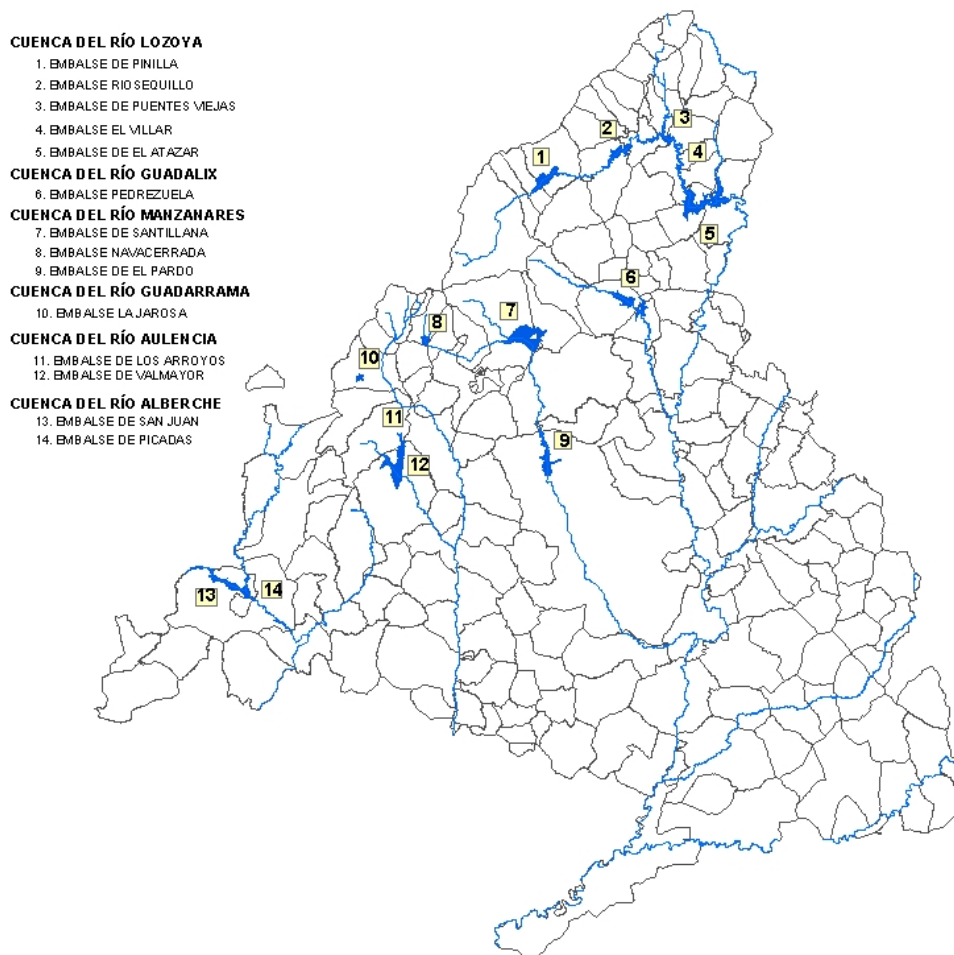 CUENCA DEL RÍO LOZOYA
1. EMBALSE DE PINILLA
2. EMBALSE RIOSEQUILLO
3. EMBALSE DE PUENTES VIEJAS
4. EMBALSE EL VILLAR
5. EMBALSE DE EL ATAZAR
CUENCA DEL RÍO GUADALIX
6. EMBALSE PEDREZUELA
CUENCA DEL RÍO MANZANARES
7. EMBALSE DE SANTILLANA
8. EMBALSE NAVACERRADA
9. EMBALSE DE EL PARDO
CUENCA DEL RÍO GUADARRAMA
10. EMBALSE LA JAROSA
CUENCA DEL RÍO AULENCIA
11. EMBALSE DE LOS ARROYOS
12. EMBALSE DE VALMAYOR
CUENCA DEL RÍO ALBERCHE
13. EMBALSE DE SAN JUAN
14. EMBALSE DE PICADAS
3
2
4
1
5
6
7
8
10
11
9
12
14
13